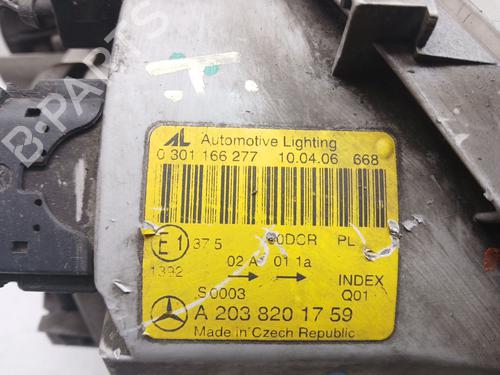 B-PARTS
AL Automotive Lighting
0 301 166 277 10.04.06 668
E1 37.5 PL
1392 02 A 01 1a INDEX
S0003 Q01
A 203 820 17 59
Made in Czech Republic